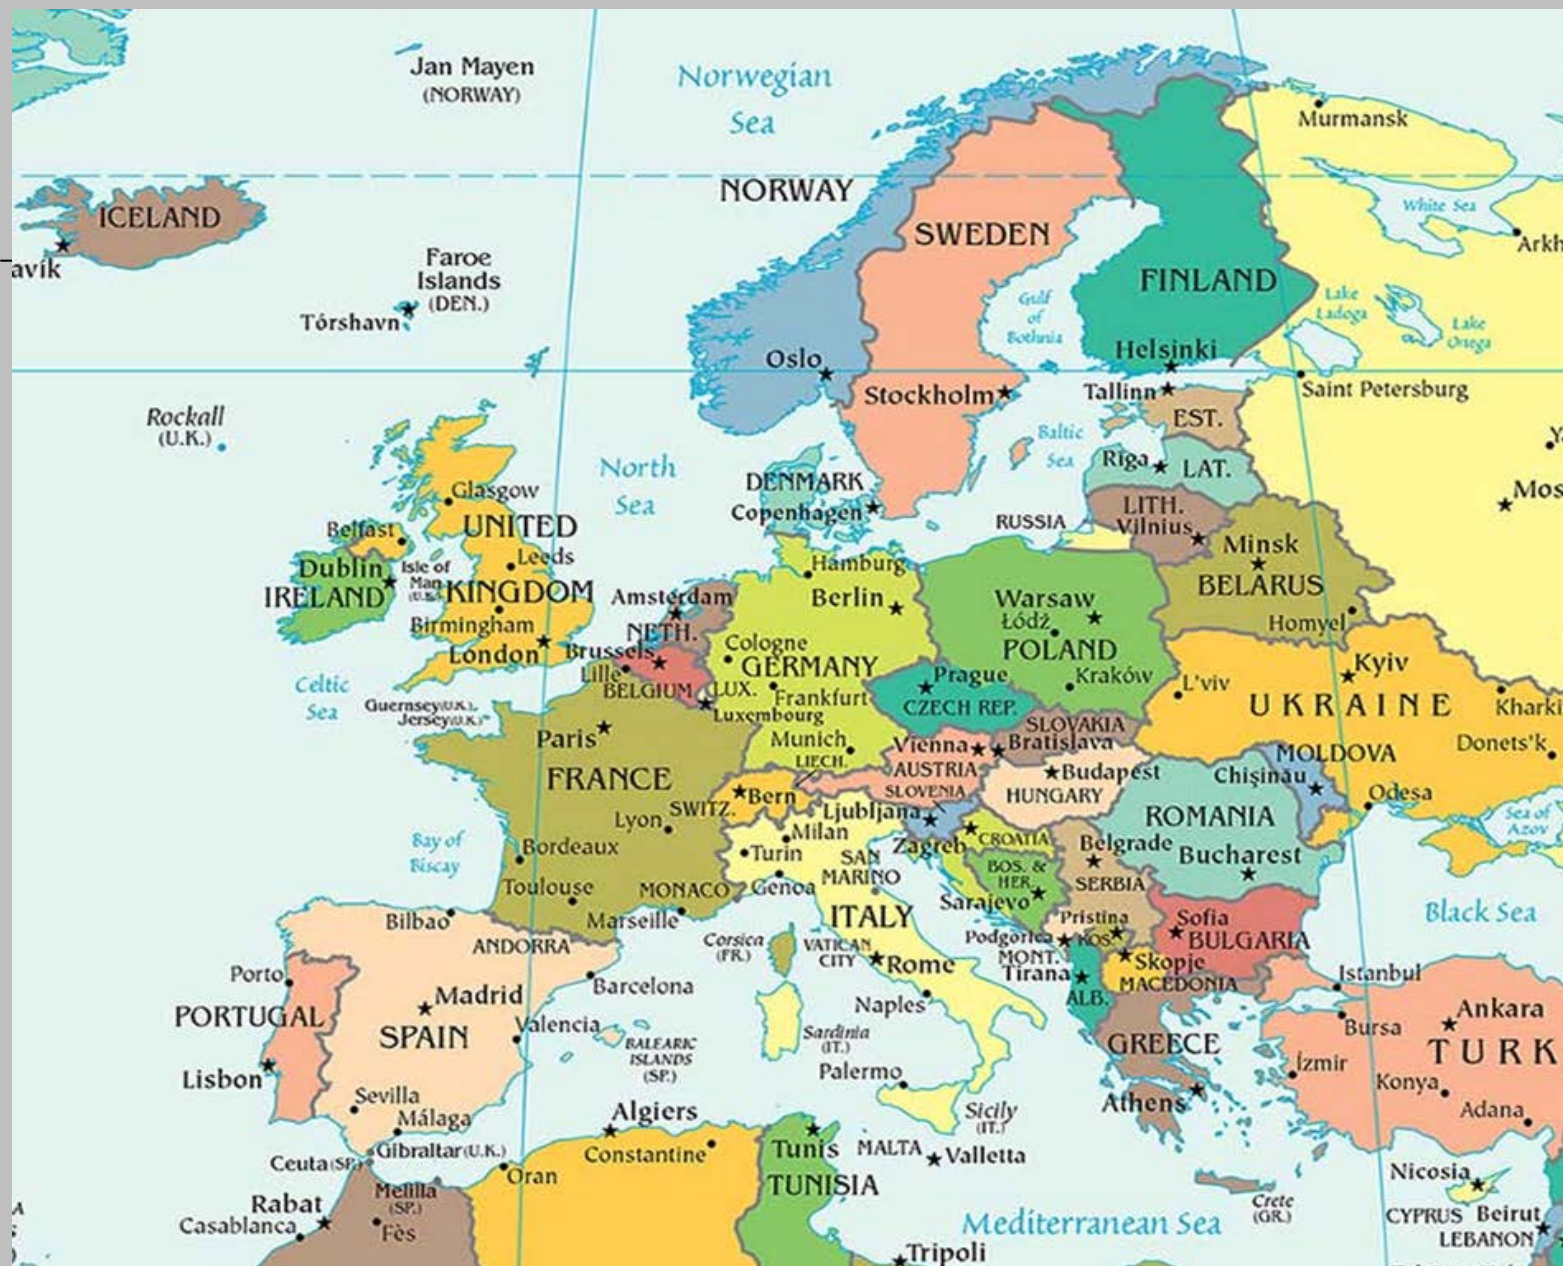 Jan Mayen
(NORWAY)
Norwegian
Sea
Murmansk
NORWAY
ICELAND
White Sea
SWEDEN
Arkh
avík
Faroe
Islands
(DEN.)
FINLAND
Tórshavn
Gulf
of
Bothnia
Lake
Ladoga
Lake
Onega
Oslo
Helsinki
Stockholm
Tallinn
Saint Petersburg
Rockall
(U.K.)
EST.
Baltic
Sea
North
Sea
Riga
LAT.
DENMARK
Copenhagen
Glasgow
LITH.
Vilnius
Mos
RUSSIA
Belfast
UNITED
KINGDOM
Minsk
BELARUS
Leeds
Hamburg
Dublin
IRELAND
Isle of
Man
(U.K.)
Amsterdam
NETH.
Berlin
Warsaw
Łódź
POLAND
Homyel
Birmingham
London
Brussels
Cologne
GERMANY
Lille
BELGIUM
LUX.
Frankfurt
Luxembourg
Prague
CZECH REP.
Kraków
L'viv
Kyiv
UKRAINE
Kharki
Celtic
Sea
Guernsey (U.K.)
Jersey (U.K.)
Paris
FRANCE
Munich
LIECH.
Vienna
AUSTRIA
SLOVAKIA
Bratislava
Donets'k
MOLDOVA
Chişinău
SLOVENIA
Budapest
HUNGARY
Odesa
Bern
SWITZ.
Lyon
Ljubljana
ROMANIA
Sea of
Azov
Bay of
Biscay
Milan
Turin
Zagreb
CROATIA
Belgrade
Bucharest
Bordeaux
SAN
MARINO
BOS. &
HER.
SERBIA
Toulouse
MONACO
Genoa
Sarajevo
Bilbao
Marseille
ITALY
Pristina
KOS.
Sofia
BULGARIA
Black Sea
ANDORRA
Corsica
(FR.)
VATICAN
CITY
Rome
Podgorica
MONT.
Skopje
MACEDONIA
Tirana
ALB.
Istanbul
Porto
Barcelona
Naples
Madrid
PORTUGAL
SPAIN
Valencia
Ankara
Bursa
TURK
GREECE
BALEARIC
ISLANDS
(SP.)
Sardinia
(IT.)
Lisbon
Palermo
İzmir
Konya
Sevilla
Athens
Adana
Málaga
Algiers
Sicily
(IT.)
Gibraltar (U.K.)
Ceuta (SP.)
Constantine
Tunis
TUNISIA
MALTA
Valletta
Oran
Nicosia
CYPRUS
Melilla
(SP.)
Rabat
Casablanca
Fès
Crete
(GR.)
Mediterranean Sea
Beirut
LEBANON
Tripoli